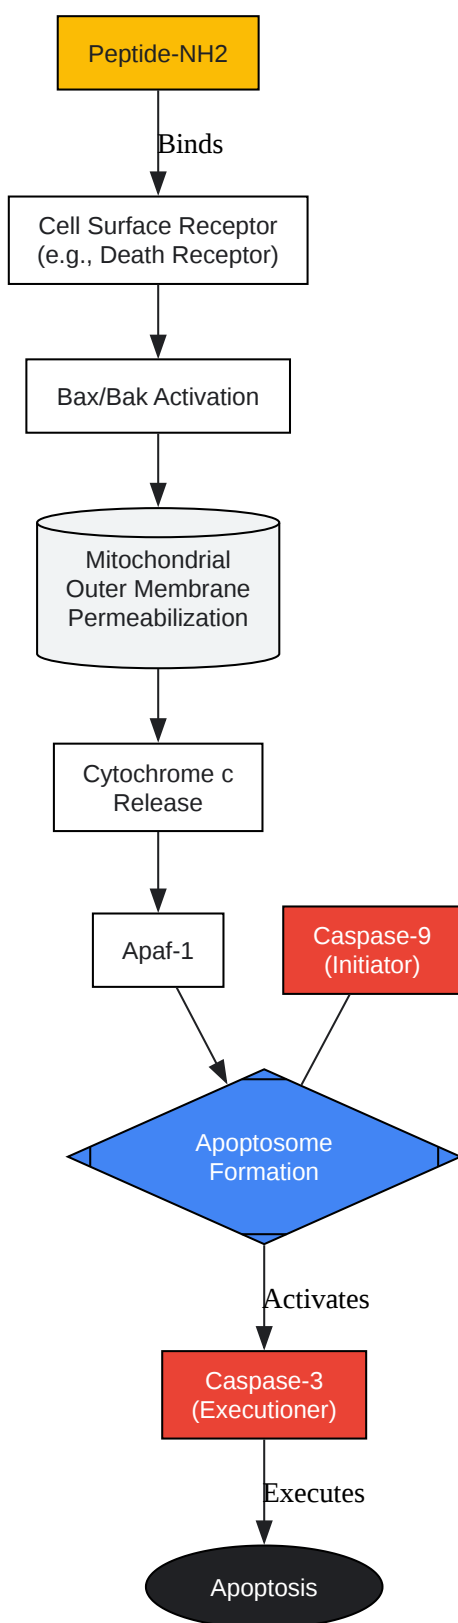 Peptide-NH2
Binds
Cell Surface Receptor
(e.g., Death Receptor)
Bax/Bak Activation
Mitochondrial
Outer Membrane
Permeabilization
Cytochrome c
Release
Apaf-1
Caspase-9
(Initiator)
Apoptosome
Formation
Activates
Caspase-3
(Executioner)
Executes
Apoptosis